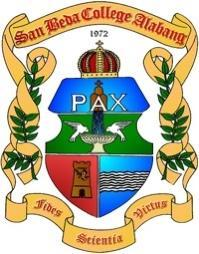 San Beda College Alabang
1972
PAX
Fides
Scientia
Virtus